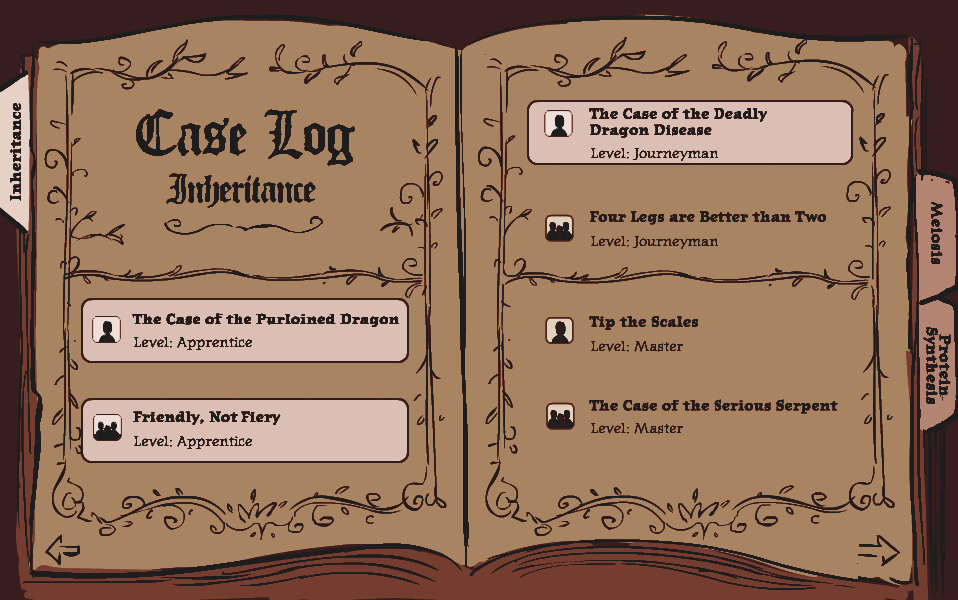 Inheritance
Case Log
Inheritance
The Case of the Purloined Dragon
Level: Apprentice
Friendly, Not Fiery
Level: Apprentice
The Case of the Deadly
Dragon Disease
Level: Journeyman
Four Legs are Better than Two
Level: Journeyman
Tip the Scales
Level: Master
The Case of the Serious Serpent
Level: Master
Meiosis
Protein
Synthesis